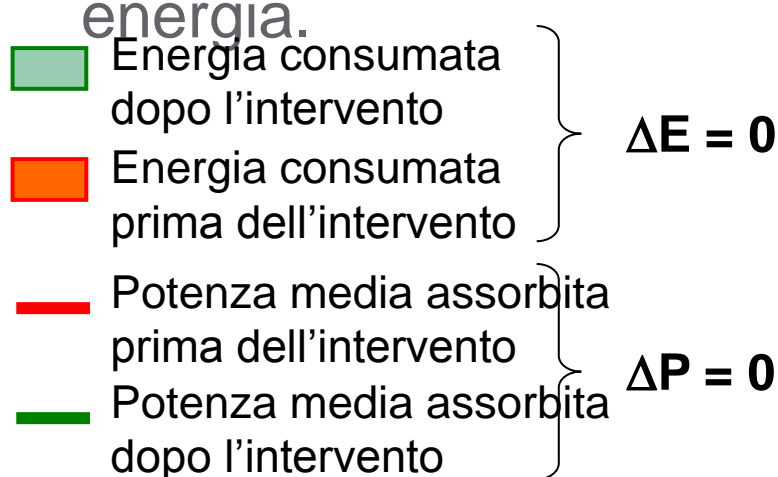 energia.
Energia consumata
dopo l’intervento
ΔE = 0
Energia consumata
prima dell’intervento
Potenza media assorbita
prima dell’intervento
ΔP = 0
Potenza media assorbita
dopo l’intervento